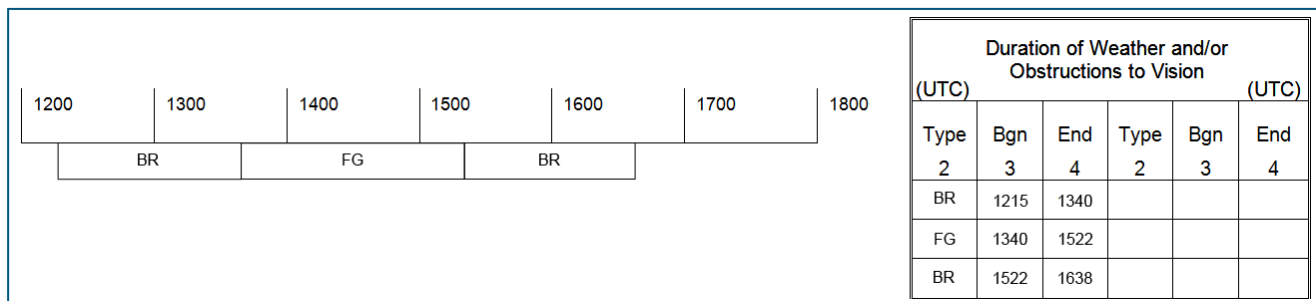 1200 1300 1400 1500 1600 1700 1800
BR FG BR
Duration of Weather and/or
Obstructions to Vision
(UTC) (UTC)
Type Bgn End Type Bgn End
2 3 4 2 3 4
BR 1215 1340
FG 1340 1522
BR 1522 1638